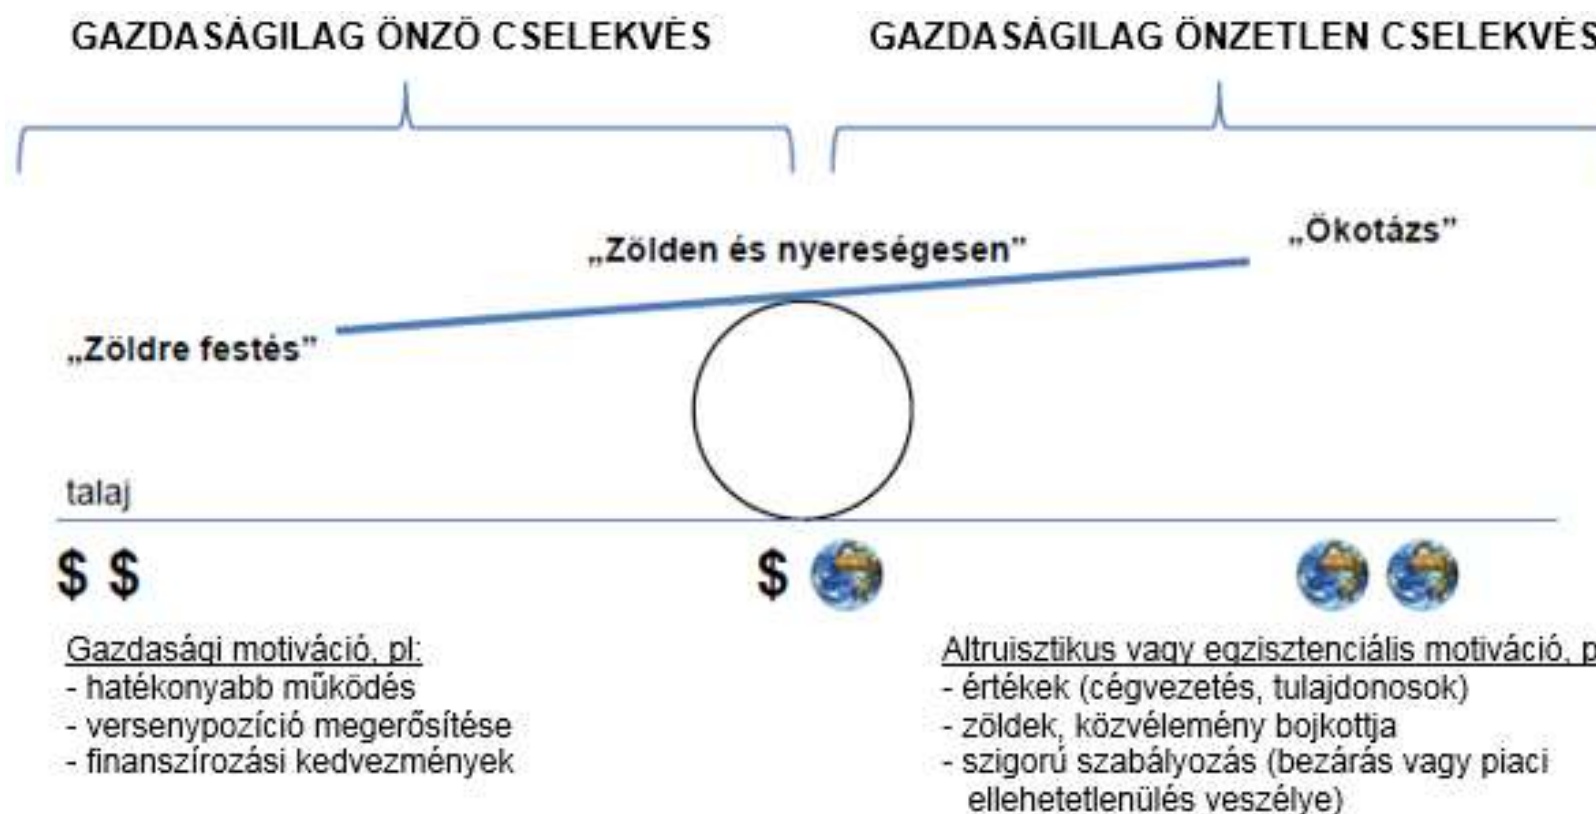 GAZDASÁGILAG ÖNZŐ CSELEKVÉS
GAZDASÁGILAG ÖNZETLEN CSELEKVÉS
„Zölden és nyereségesen”
„Ökotázs”
„Zöldre festés”
talaj
$ $
$
Gazdasági motiváció, pl:
- hatékonyabb működés
- versenypozíció megerősítése
- finanszírozási kedvezmények
Altruisztikus vagy egzisztenciális motiváció, p
- értékek (cégvezetés, tulajdonosok)
- zöldek, közvélemény bojkottja
- szigorú szabályozás (bezárás vagy piaci
ellehetetlenülés veszélye)